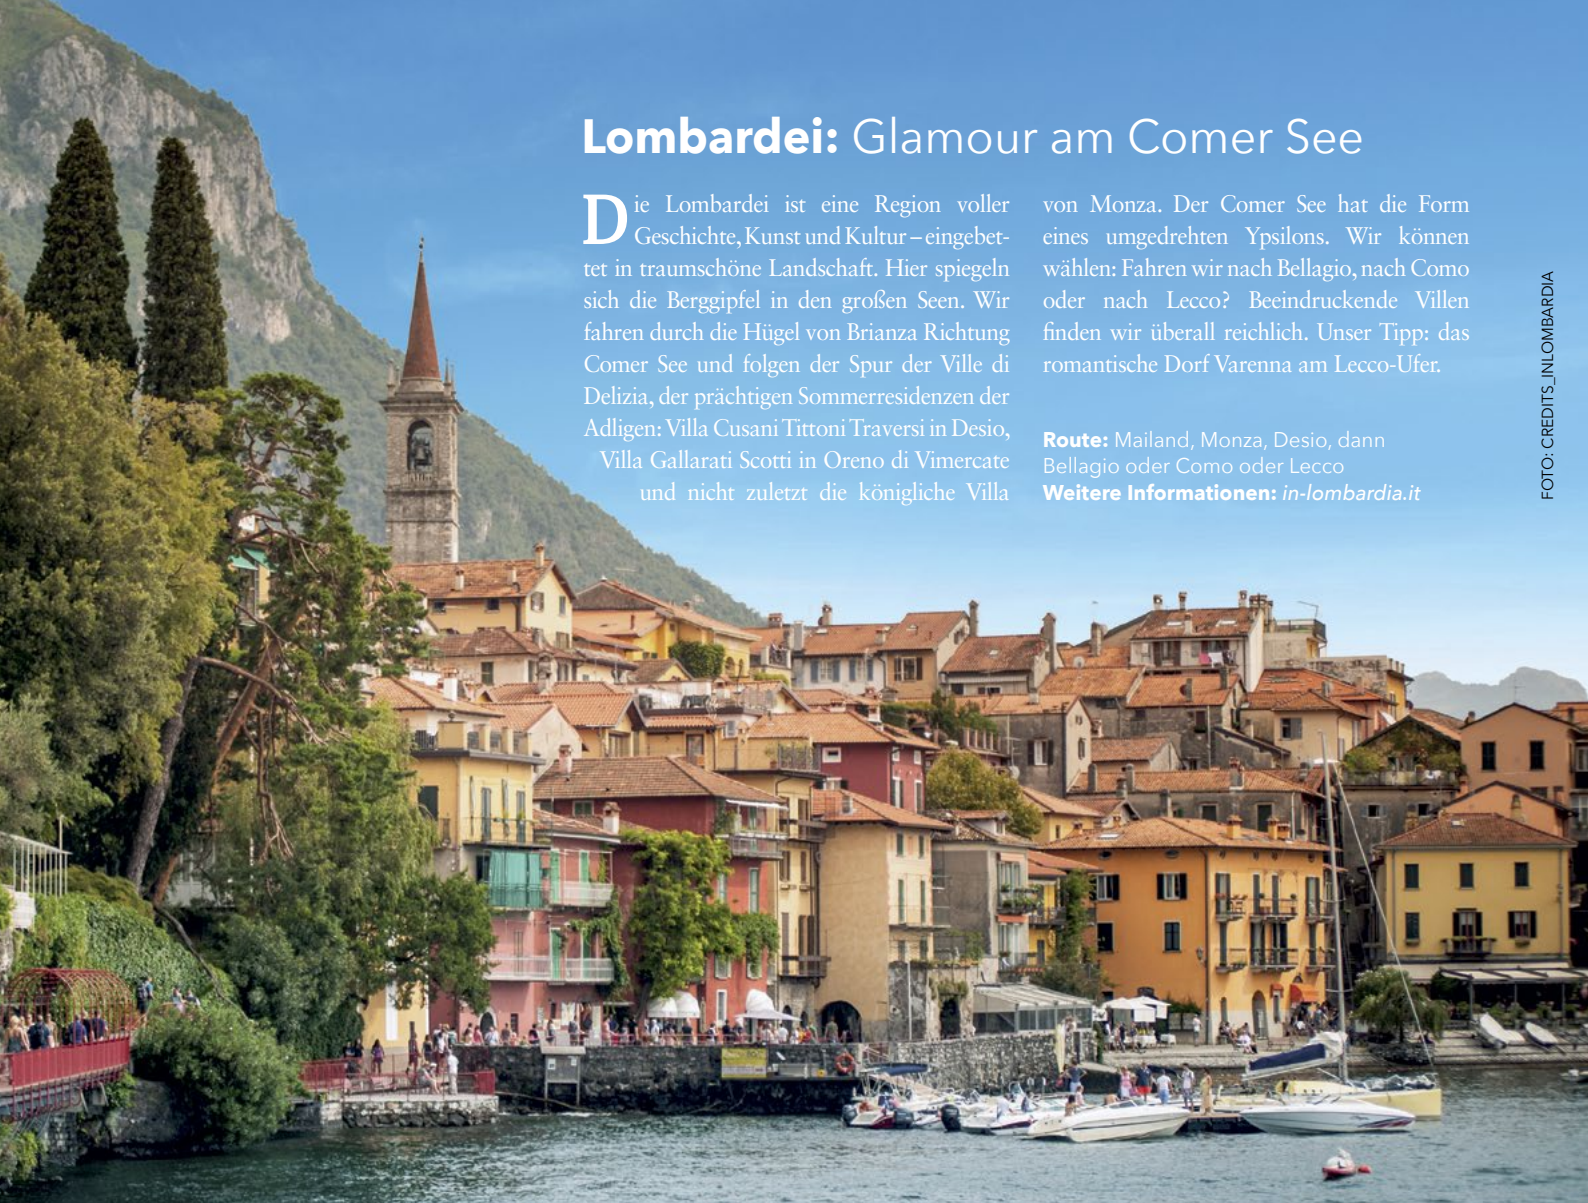 Lombardei: Glamour am Comer See
Die Lombardei ist eine Region voller
Geschichte, Kunst und Kultur – eingebet-
tet in traumschöne Landschaft. Hier spiegeln
sich die Berggipfel in den großen Seen. Wir
fahren durch die Hügel von Brianza Richtung
Comer See und folgen der Spur der Ville di
Delizia, der prächtigen Sommerresidenzen der
Adligen: Villa Cusani Tittoni Traversi in Desio,
Villa Gallarati Scotti in Oreno di Vimercate
und nicht zuletzt die königliche Villa
von Monza. Der Comer See hat die Form
eines umgedrehten Ypsilons. Wir können
wählen: Fahren wir nach Bellagio, nach Como
oder nach Lecco? Beeindruckende Villen
finden wir überall reichlich. Unser Tipp: das
romantische Dorf Varenna am Lecco-Ufer.
Route: Mailand, Monza, Desio, dann
Bellagio oder Como oder Lecco
Weitere Informationen: in-lombardia.it
FOTO: CREDITS_INLOMBARDIA